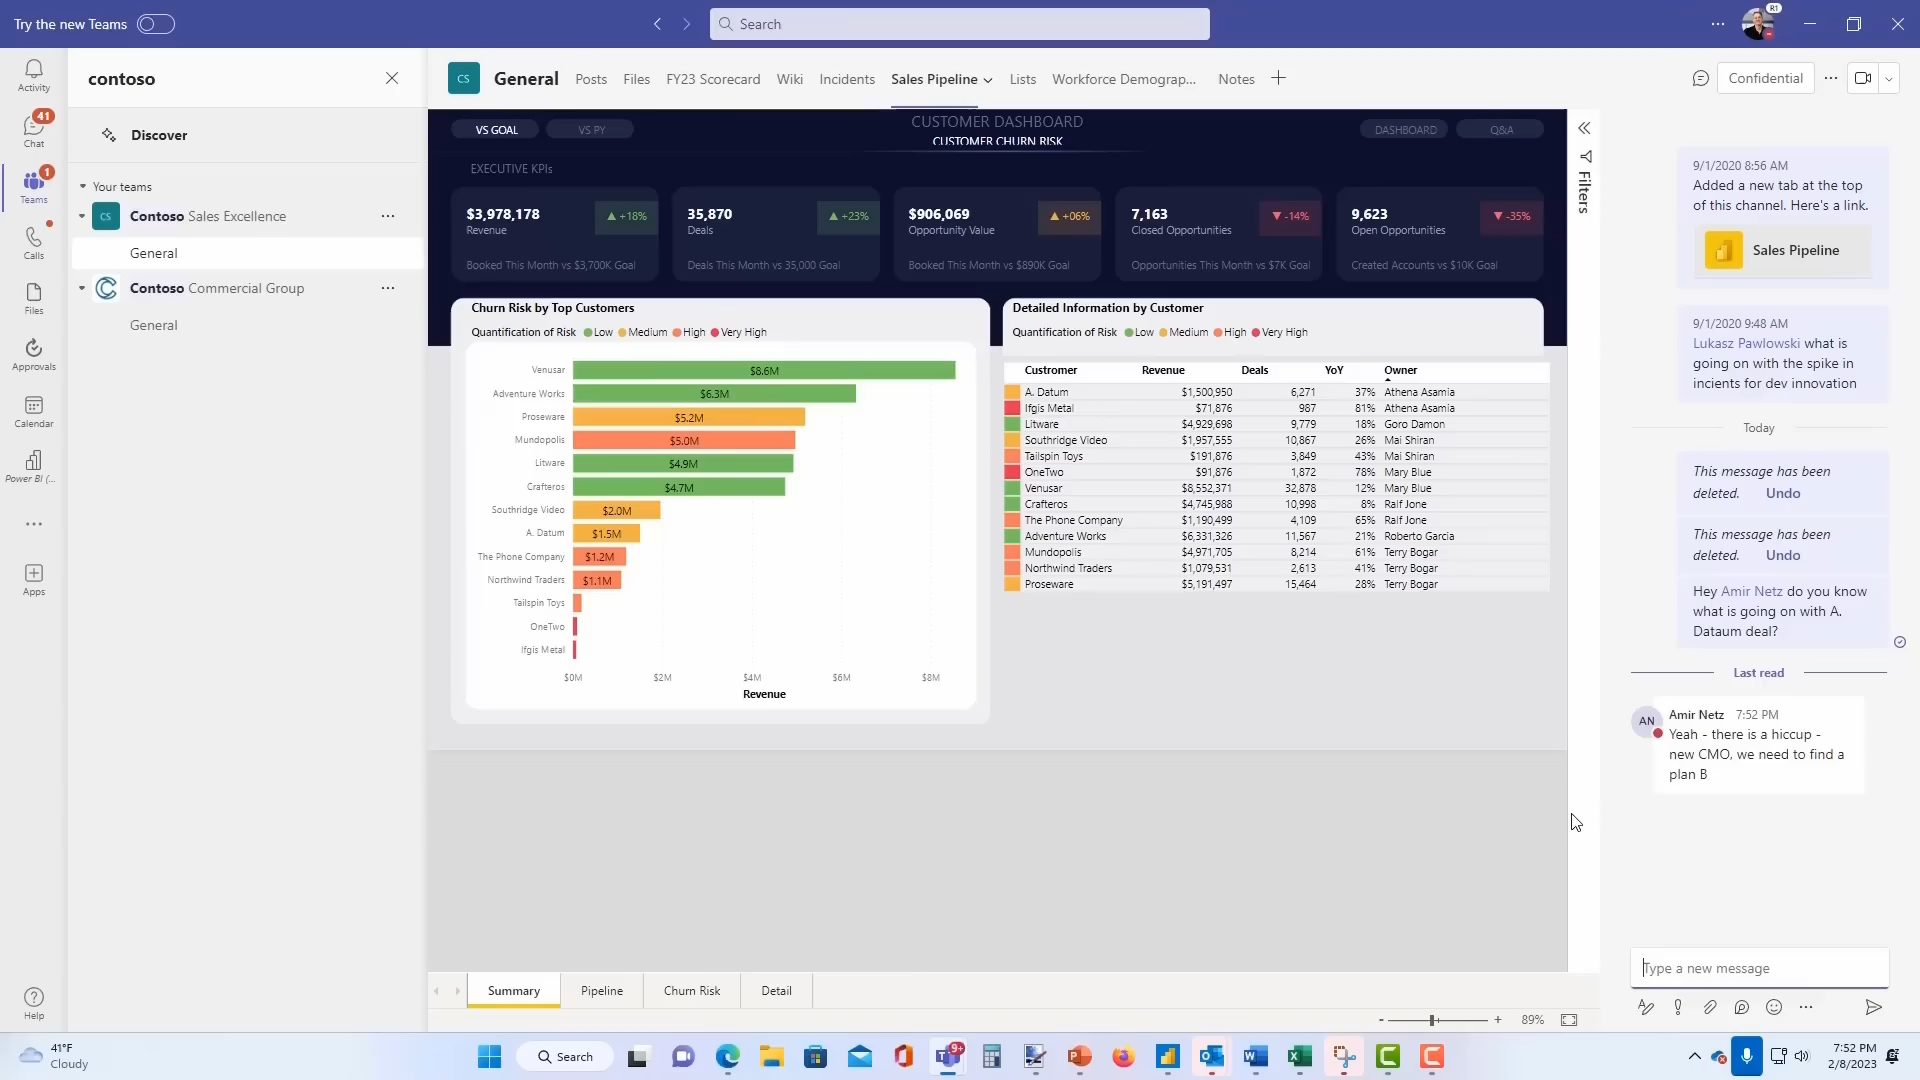 Try the new Teams
Search
R1
Activity
Chat
41
Teams
1
Calls
Files
Approvals
Calendar
Power BI (...
Apps
Help
contoso
Discover
Your teams
CS Contoso Sales Excellence
General
Contoso Commercial Group
General
CS General Posts Files FY23 Scorecard Wiki Incidents Sales Pipeline Lists Workforce Demograp... Notes
Confidential
VS GOAL VS PY
CUSTOMER DASHBOARD
CUSTOMER CHURN RISK
DASHBOARD Q&A
EXECUTIVE KPIs
$3,978,178 ▲ +18%
Revenue
Booked This Month vs $3,700K Goal
35,870 ▲ +23%
Deals
Deals This Month vs 35,000 Goal
$906,069 ▲ +06%
Opportunity Value
Booked This Month vs $890K Goal
7,163 ▼ -14%
Closed Opportunities
Opportunities This Month vs $7K Goal
9,623 ▼ -35%
Open Opportunities
Created Accounts vs $10K Goal
Filters
Churn Risk by Top Customers
Quantification of Risk Low Medium High Very High
Venusar $8.6M
Adventure Works $6.3M
Proseware $5.2M
Mundopolis $5.0M
Litware $4.9M
Crafteros $4.7M
Southridge Video $2.0M
A. Datum $1.5M
The Phone Company $1.2M
Northwind Traders $1.1M
Tailspin Toys
OneTwo
Ifgis Metal
$0M $2M $4M $6M $8M
Revenue
Detailed Information by Customer
Quantification of Risk Low Medium High Very High
Customer Revenue Deals YoY Owner
A. Datum $1,500,950 6,271 37% Athena Asamia
Ifgis Metal $71,876 987 81% Athena Asamia
Litware $4,929,698 9,779 18% Goro Damon
Southridge Video $1,957,555 10,867 26% Mai Shiran
Tailspin Toys $191,876 3,849 43% Mai Shiran
OneTwo $91,876 1,872 78% Mary Blue
Venusar $8,552,371 32,878 12% Mary Blue
Crafteros $4,745,988 10,998 8% Ralf Jone
The Phone Company $1,190,499 4,109 65% Ralf Jone
Adventure Works $6,331,326 11,567 21% Roberto Garcia
Mundopolis $4,971,705 8,214 61% Terry Bogar
Northwind Traders $1,079,531 2,613 41% Terry Bogar
Proseware $5,191,497 15,464 28% Terry Bogar
Summary Pipeline Churn Risk Detail
- + 89%
9/1/2020 8:56 AM
Added a new tab at the top
of this channel. Here's a link.
Sales Pipeline
9/1/2020 9:48 AM
Lukasz Pawlowski what is
going on with the spike in
incients for dev innovation
Today
This message has been
deleted. Undo
This message has been
deleted. Undo
Hey Amir Netz do you know
what is going on with A.
Dataum deal?
Last read
AN
Amir Netz 7:52 PM
Yeah - there is a hiccup -
new CMO, we need to find a
plan B
Type a new message
41°F
Cloudy
Search
9+
7:52 PM
2/8/2023